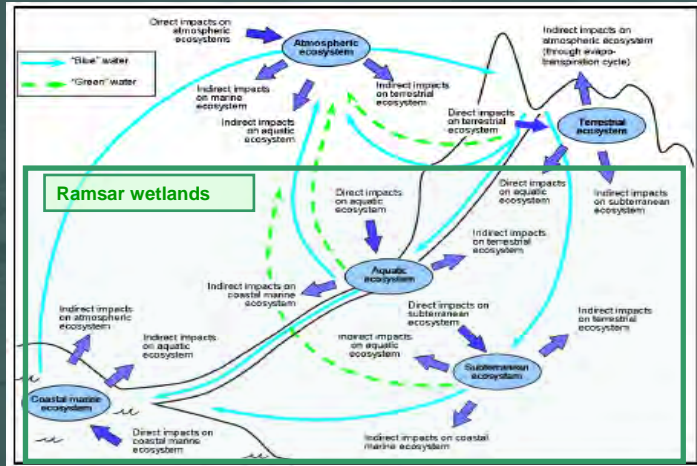 Direct impacts on
atmospheric
ecosystems
Atmospheric
ecosystem
Indirect impacts on
atmospheric ecosystem
(through evapo-
transpiration cycle)
"Blue" water
"Green" water
Indirect impacts
on marine
ecosystem
Indirect impacts
on terrestrial
ecosystem
Indirect impacts
on aquatic
ecosystem
Direct impacts
on terrestrial
ecosystem
Terrestrial
ecosystem
Ramsar wetlands
Direct impacts
on aquatic
ecosystem
Direct impacts on
aquatic
ecosystem
Indirect impacts
on subterranean
ecosystem
Indirect impacts
on terrestrial
ecosystem
Aquatic
ecosystem
Indirect impacts on
coastal marine
ecosystem
Direct impacts on
subterranean
ecosystem
Indirect impacts
on atmospheric
ecosystem
Indirect impacts
on aquatic
ecosystem
Indirect impacts
on aquatic
ecosystem
Indirect impacts
on terrestrial
ecosystem
Subterranean
ecosystem
Coastal marine
ecosystem
Direct impacts on
coastal marine
ecosystem
Indirect impacts on coastal
marine ecosystem